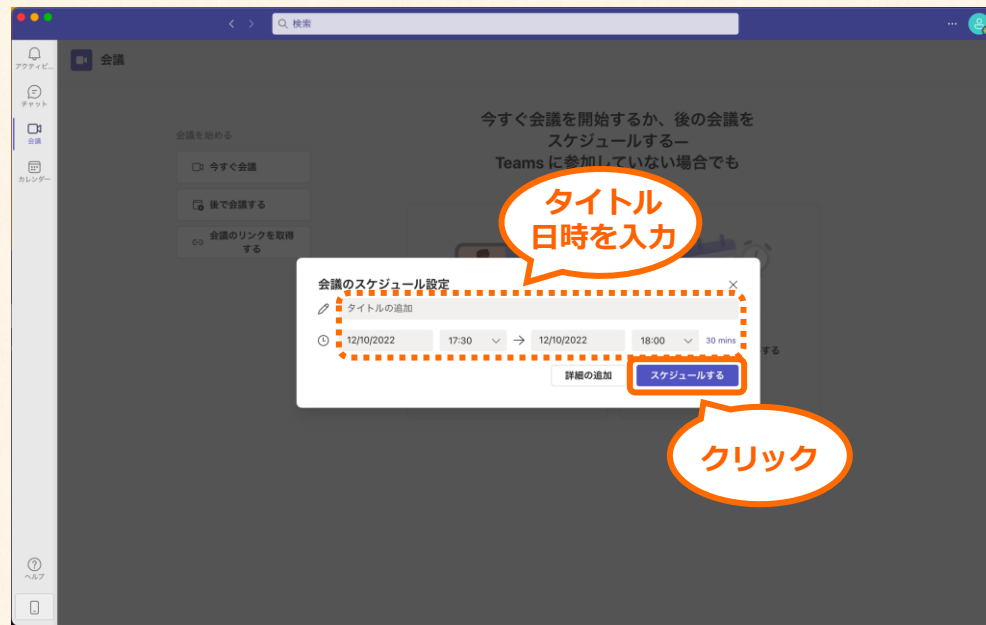 検索
…
アクティビ...
チャット
会議
カレンダー
ヘルプ
会議
会議を始める
今すぐ会議
後で会議する
会議のリンクを取得
する
今すぐ会議を開始するか、後の会議を
スケジュールする—
Teams に参加していない場合でも
タイトル
日時を入力
会議のスケジュール設定
タイトルの追加
12/10/2022 17:30 → 12/10/2022 18:00 30 mins
する
詳細の追加 スケジュールする
クリック